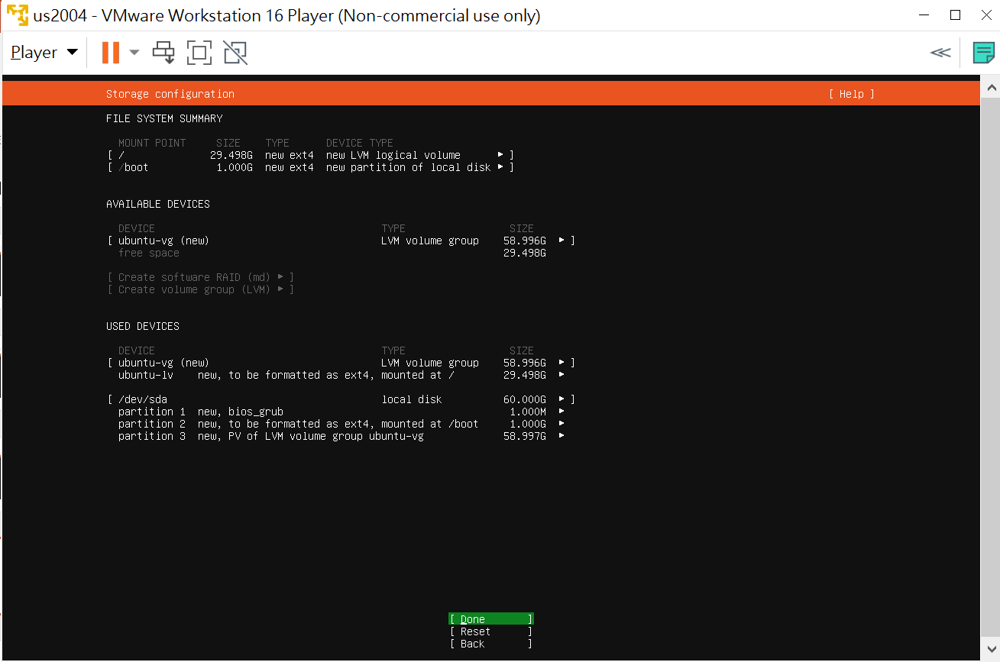 us2004 - VMware Workstation 16 Player (Non-commercial use only)
Player
Storage configuration [ Help ]
FILE SYSTEM SUMMARY
MOUNT POINT SIZE TYPE DEVICE TYPE
[ / 29.498G new ext4 new LVM logical volume ▸ ]
[ /boot 1.000G new ext4 new partition of local disk ▸ ]
AVAILABLE DEVICES
DEVICE TYPE SIZE
[ ubuntu-vg (new) LVM volume group 58.996G ▸ ]
free space 29.498G
[ Create software RAID (md) ▸ ]
[ Create volume group (LVM) ▸ ]
USED DEVICES
DEVICE TYPE SIZE
[ ubuntu-vg (new) LVM volume group 58.996G ▸ ]
ubuntu-lv new, to be formatted as ext4, mounted at / 29.498G ▸
[ /dev/sda local disk 60.000G ▸ ]
partition 1 new, bios_grub 1.000M ▸
partition 2 new, to be formatted as ext4, mounted at /boot 1.000G ▸
partition 3 new, PV of LVM volume group ubuntu-vg 58.997G ▸
[ Done ]
[ Reset ]
[ Back ]